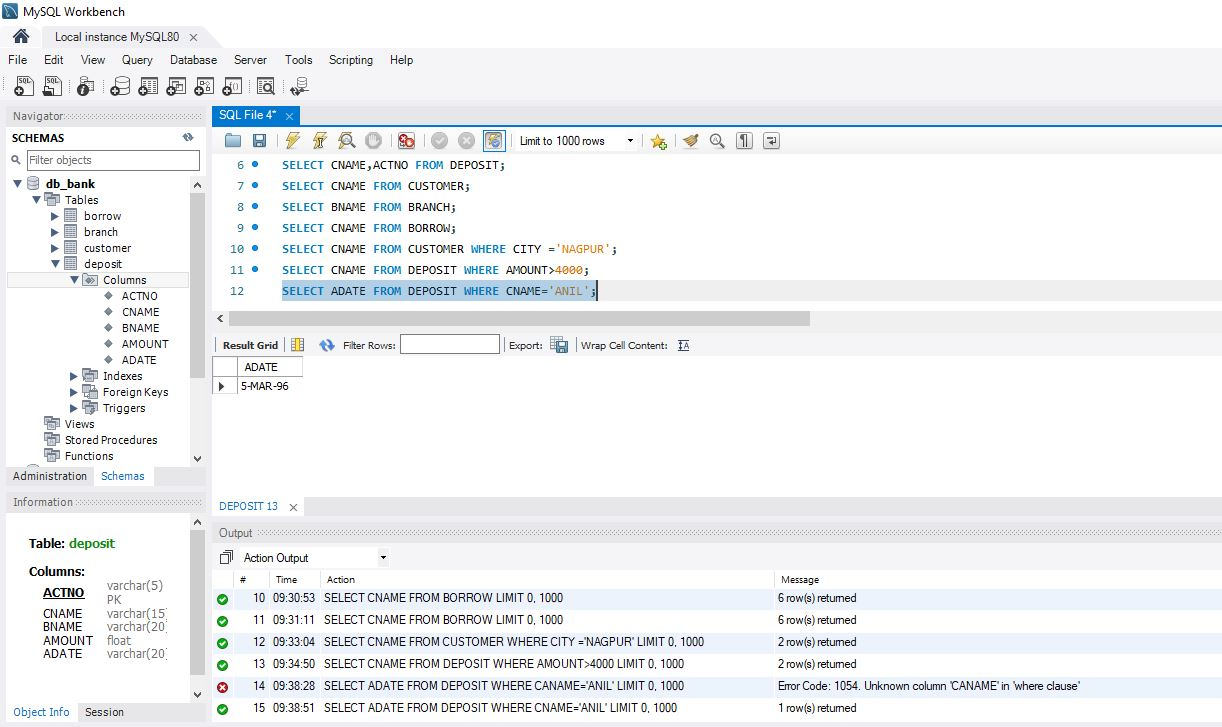 MySQL Workbench
Local instance MySQL80
File Edit View Query Database Server Tools Scripting Help
Navigator
SCHEMAS
Filter objects
db_bank
Tables
borrow
branch
customer
deposit
Columns
ACTNO
CNAME
BNAME
AMOUNT
ADATE
Indexes
Foreign Keys
Triggers
Views
Stored Procedures
Functions
Administration Schemas
Information
Table: deposit
Columns:
ACTNO varchar(5)
PK
CNAME varchar(15)
BNAME varchar(20)
AMOUNT float
ADATE varchar(20)
Object Info Session
SQL File 4*
Limit to 1000 rows
6 SELECT CNAME,ACTNO FROM DEPOSIT;
7 SELECT CNAME FROM CUSTOMER;
8 SELECT BNAME FROM BRANCH;
9 SELECT CNAME FROM BORROW;
10 SELECT CNAME FROM CUSTOMER WHERE CITY ='NAGPUR';
11 SELECT CNAME FROM DEPOSIT WHERE AMOUNT>4000;
12 SELECT ADATE FROM DEPOSIT WHERE CNAME='ANIL';
Result Grid Filter Rows: Export: Wrap Cell Content:
ADATE
5-MAR-96
DEPOSIT 13
Output
Action Output
# Time Action Message
10 09:30:53 SELECT CNAME FROM BORROW LIMIT 0, 1000 6 row(s) returned
11 09:31:11 SELECT CNAME FROM BORROW LIMIT 0, 1000 6 row(s) returned
12 09:33:04 SELECT CNAME FROM CUSTOMER WHERE CITY ='NAGPUR' LIMIT 0, 1000 2 row(s) returned
13 09:34:50 SELECT CNAME FROM DEPOSIT WHERE AMOUNT>4000 LIMIT 0, 1000 2 row(s) returned
14 09:38:28 SELECT ADATE FROM DEPOSIT WHERE CANAME='ANIL' LIMIT 0, 1000 Error Code: 1054. Unknown column 'CANAME' in 'where clause'
15 09:38:51 SELECT ADATE FROM DEPOSIT WHERE CNAME='ANIL' LIMIT 0, 1000 1 row(s) returned